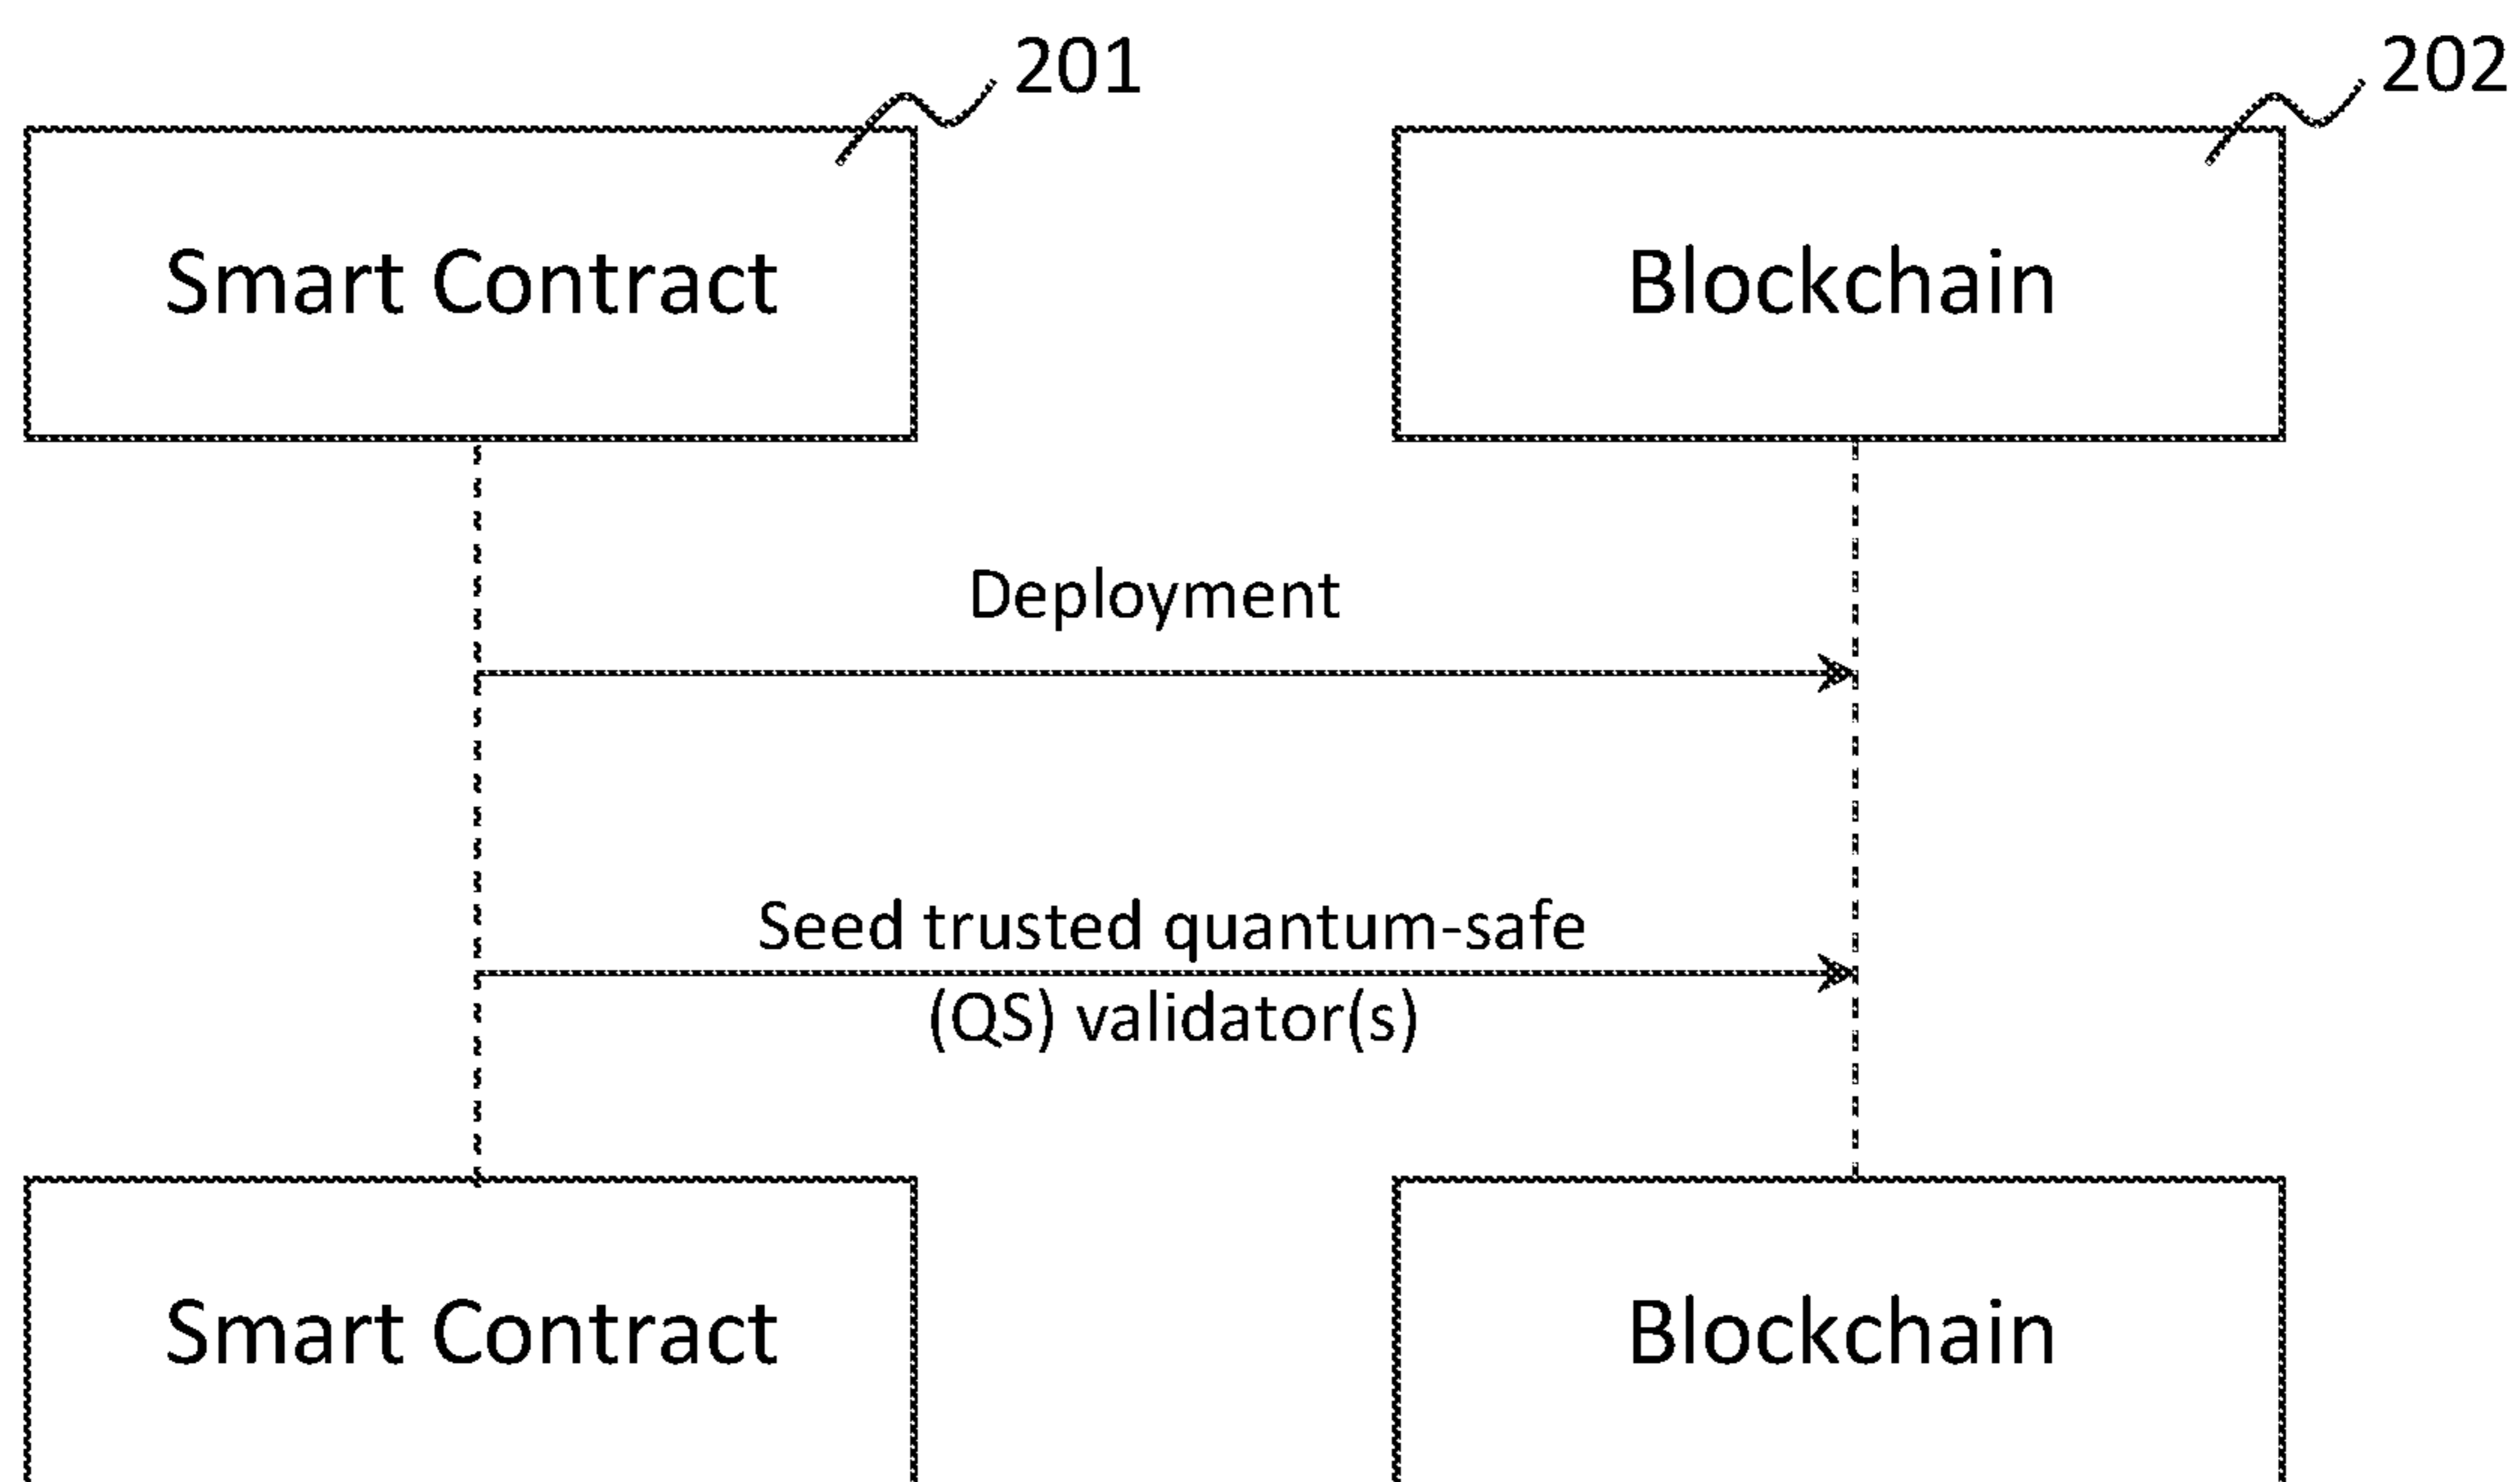 201
202
Smart Contract
Blockchain
Deployment
Seed trusted quantum-safe
(QS) validator(s)
Smart Contract
Blockchain